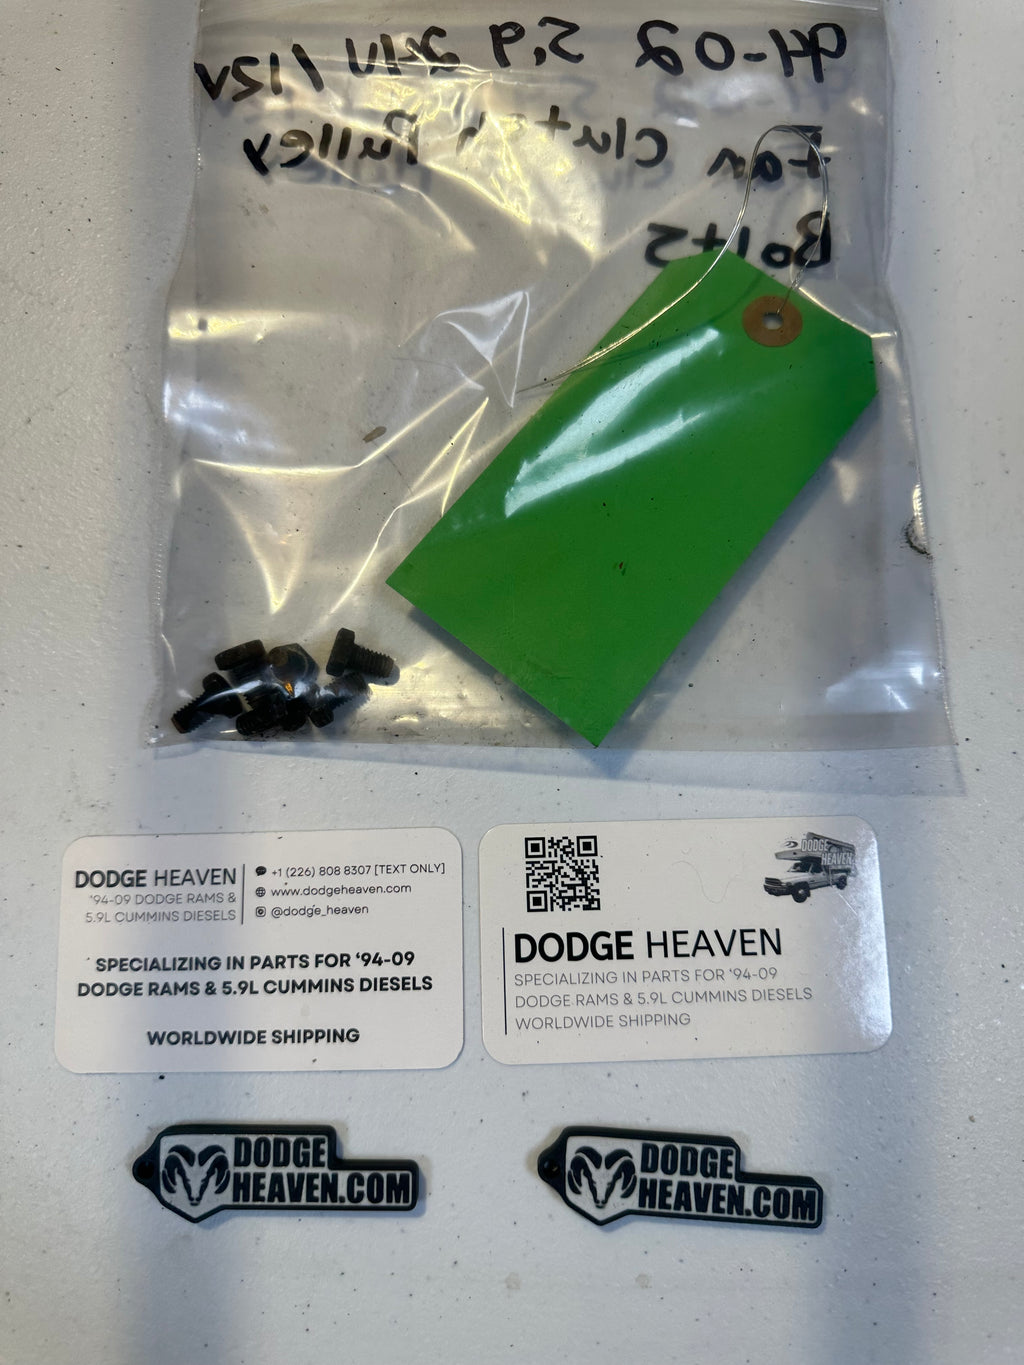 94-02 5.9 24V / 12V
Fan Clutch Pulley
Bolts
DODGE HEAVEN
'94-09 DODGE RAMS &
5.9L CUMMINS DIESELS
+1 (226) 808 8307 [TEXT ONLY]
www.dodgeheaven.com
@dodge_heaven
SPECIALIZING IN PARTS FOR '94-09
DODGE RAMS & 5.9L CUMMINS DIESELS
WORLDWIDE SHIPPING
DODGE
HEAVEN
DODGE HEAVEN
SPECIALIZING IN PARTS FOR '94-09
DODGE RAMS & 5.9L CUMMINS DIESELS
WORLDWIDE SHIPPING
DODGE
HEAVEN.COM
DODGE
HEAVEN.COM